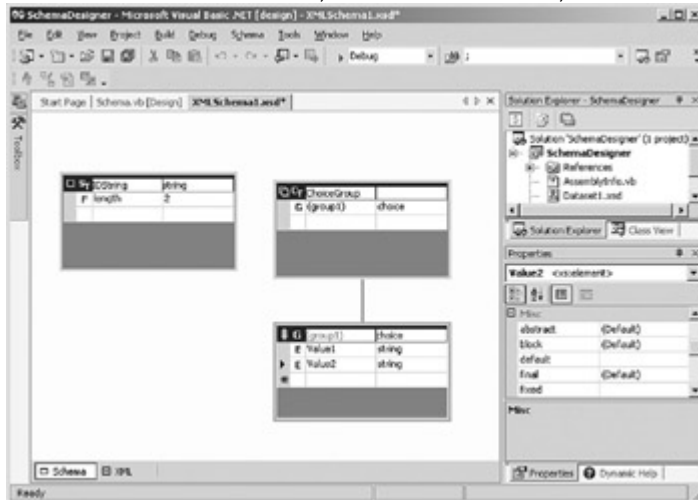 SchemaDesigner - Microsoft Visual Basic .NET [design] - XMLSchema1.xsd*
File Edit View Project Build Debug Schema Tools Window Help
Debug
Start Page Schema.vb [Design] XMLSchema1.xsd*
Toolbox
ST IDString string
F length 2
CT ChoiceGroup
G (group1) choice
G (group1) choice
E Value1 string
E Value2 string
Schema XML
Solution Explorer - SchemaDesigner
Solution 'SchemaDesigner' (1 project)
SchemaDesigner
References
AssemblyInfo.vb
Dataset1.xsd
Solution Explorer Class View
Properties
Value2 <xs:element>
Misc
abstract (Default)
block (Default)
default
final (Default)
fixed
Misc
Properties Dynamic Help
Ready